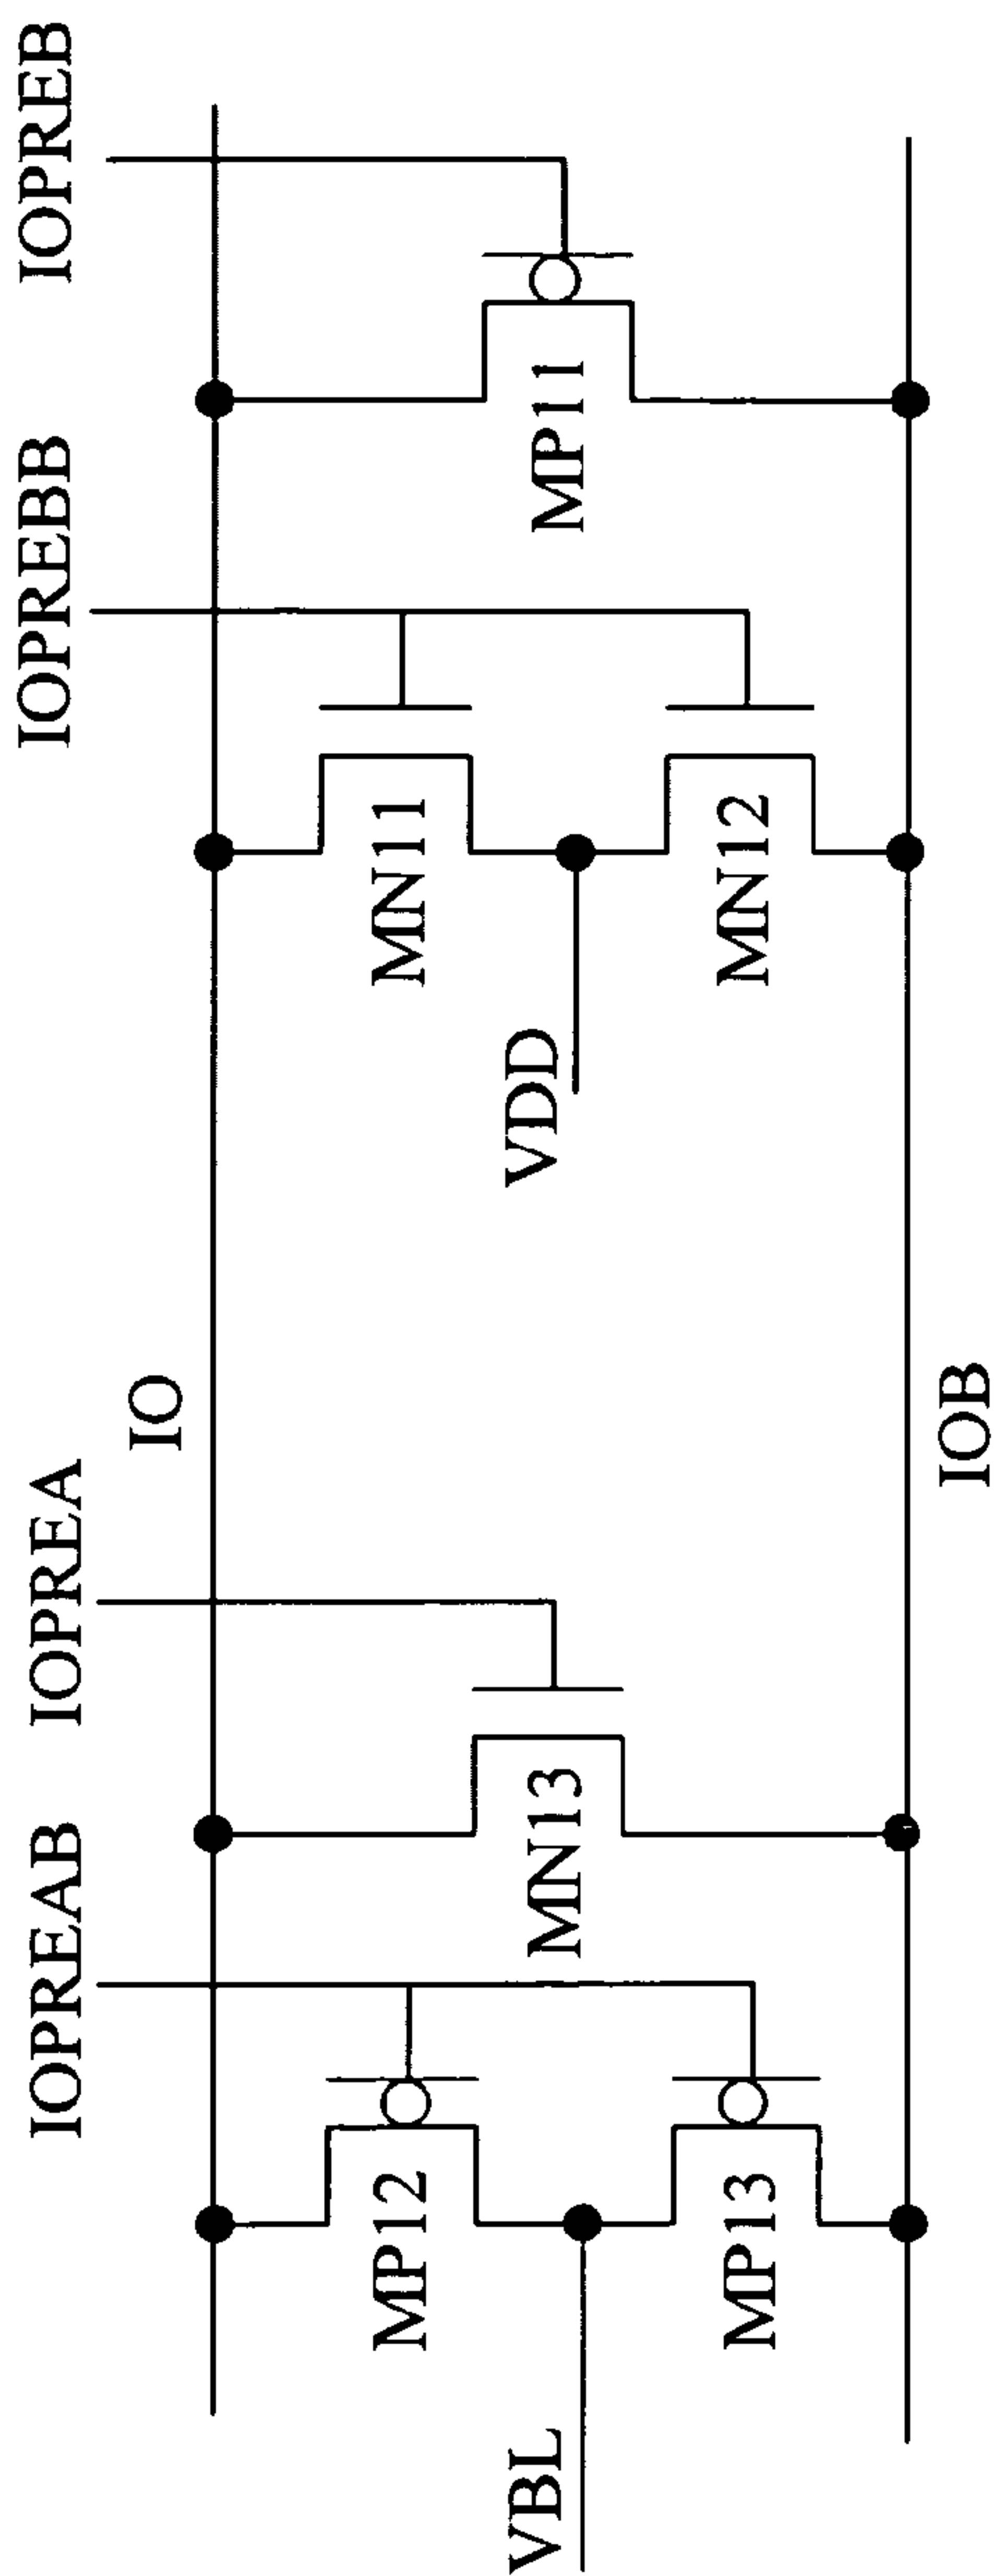 IOPREAB
IOPREA
IOPREBB
IOPREB
IO
MP12
MN13
MN11
MP11
VBL
VDD
MP13
MN12
IOB